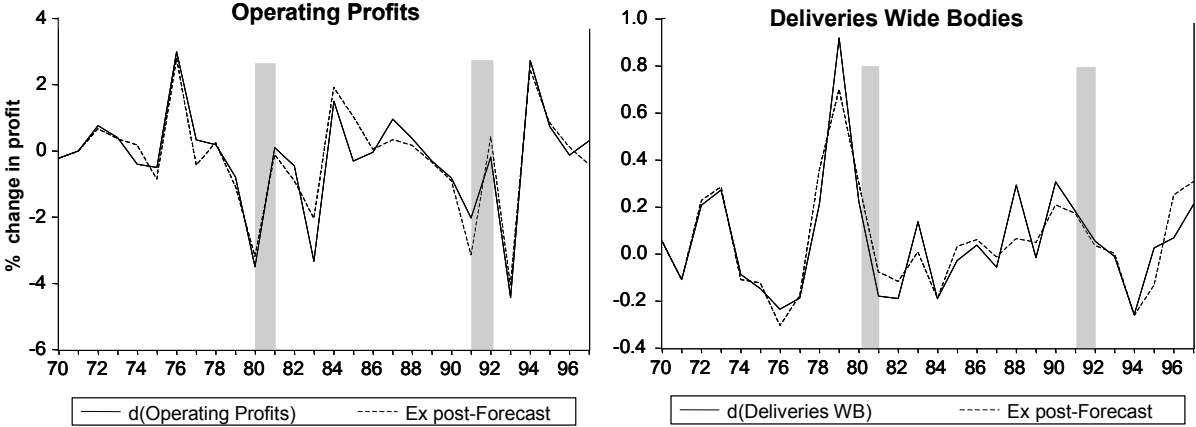 Operating Profits
% change in profit
4
2
0
-2
-4
-6
70 72 74 76 78 80 82 84 86 88 90 92 94 96
d(Operating Profits) Ex post-Forecast
Deliveries Wide Bodies
1.0
0.8
0.6
0.4
0.2
0.0
-0.2
-0.4
70 72 74 76 78 80 82 84 86 88 90 92 94 96
d(Deliveries WB) Ex post-Forecast